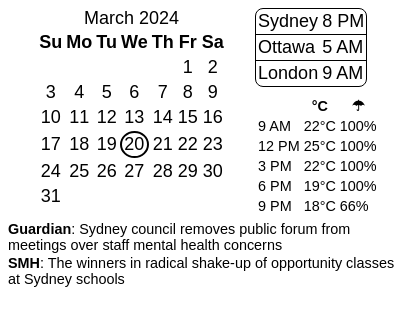 March 2024
Su Mo Tu We Th Fr Sa
1 2
3 4 5 6 7 8 9
10 11 12 13 14 15 16
17 18 19 20 21 22 23
24 25 26 27 28 29 30
31
Sydney 8 PM
Ottawa 5 AM
London 9 AM
°C ☂
9 AM 22°C 100%
12 PM 25°C 100%
3 PM 22°C 100%
6 PM 19°C 100%
9 PM 18°C 66%
Guardian: Sydney council removes public forum from
meetings over staff mental health concerns
SMH: The winners in radical shake-up of opportunity classes
at Sydney schools